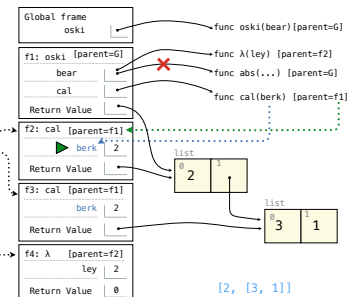 Global frame
oski
func oski(bear)[parent=G]
f1: oski [parent=G]
bear
cal
Return Value
func λ(ley) [parent=f2]
func abs(...) [parent=G]
func cal(berk) [parent=f1]
f2: cal [parent=f1]
berk 2
Return Value
list
0 1
2
f3: cal [parent=f1]
berk 2
Return Value
list
0 1
3 1
f4: λ [parent=f2]
ley 2
Return Value 0
[2, [3, 1]]